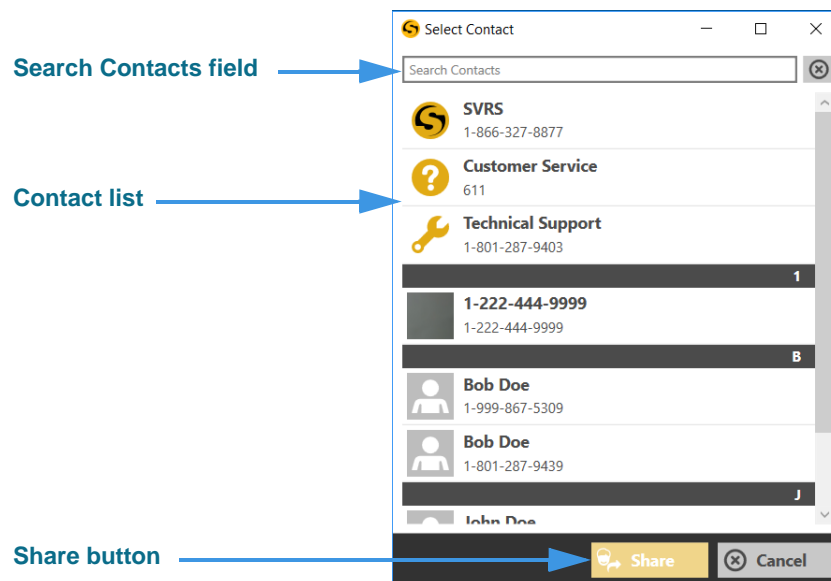 Select Contact
Search Contacts field
Search Contacts
SVRS
1-866-327-8877
Customer Service
611
Contact list
Technical Support
1-801-287-9403
1
1-222-444-9999
1-222-444-9999
B
Bob Doe
1-999-867-5309
Bob Doe
1-801-287-9439
J
John Doe
Share button
Share
Cancel